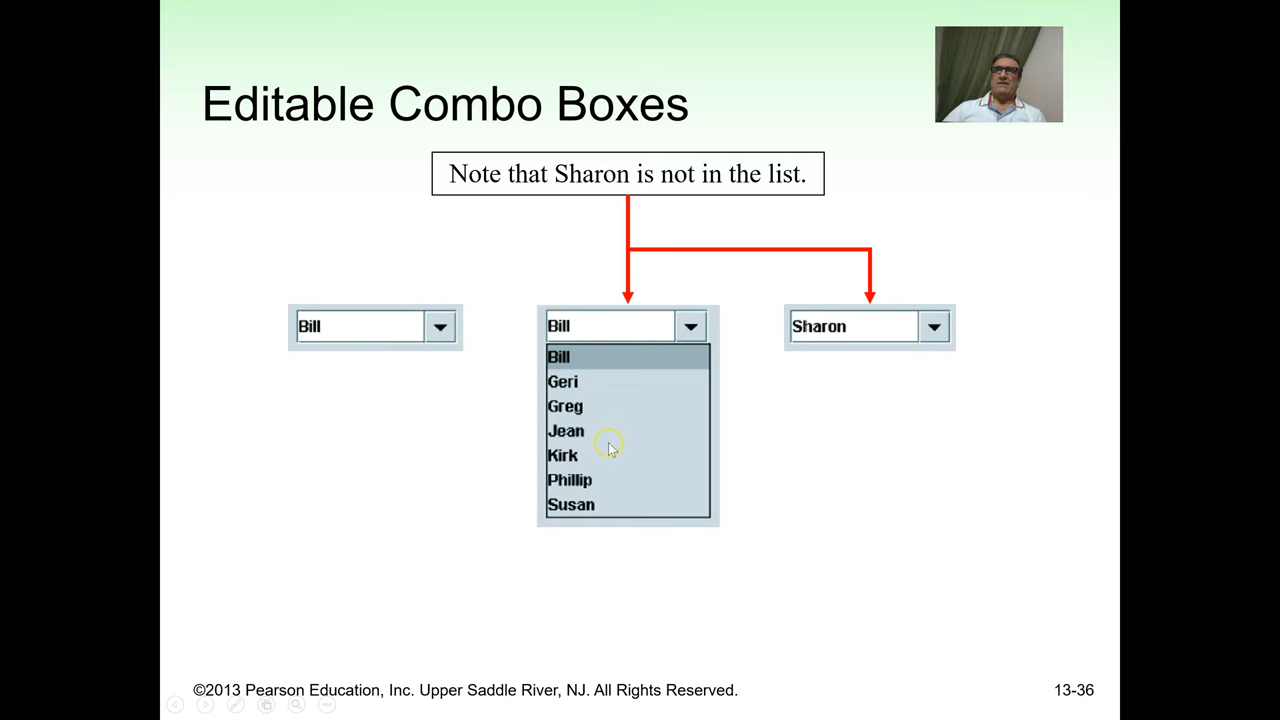 Editable Combo Boxes
Note that Sharon is not in the list.
Bill
Bill
Sharon
Bill
Geri
Greg
Jean
Kirk
Phillip
Susan
©2013 Pearson Education, Inc. Upper Saddle River, NJ. All Rights Reserved.
13-36